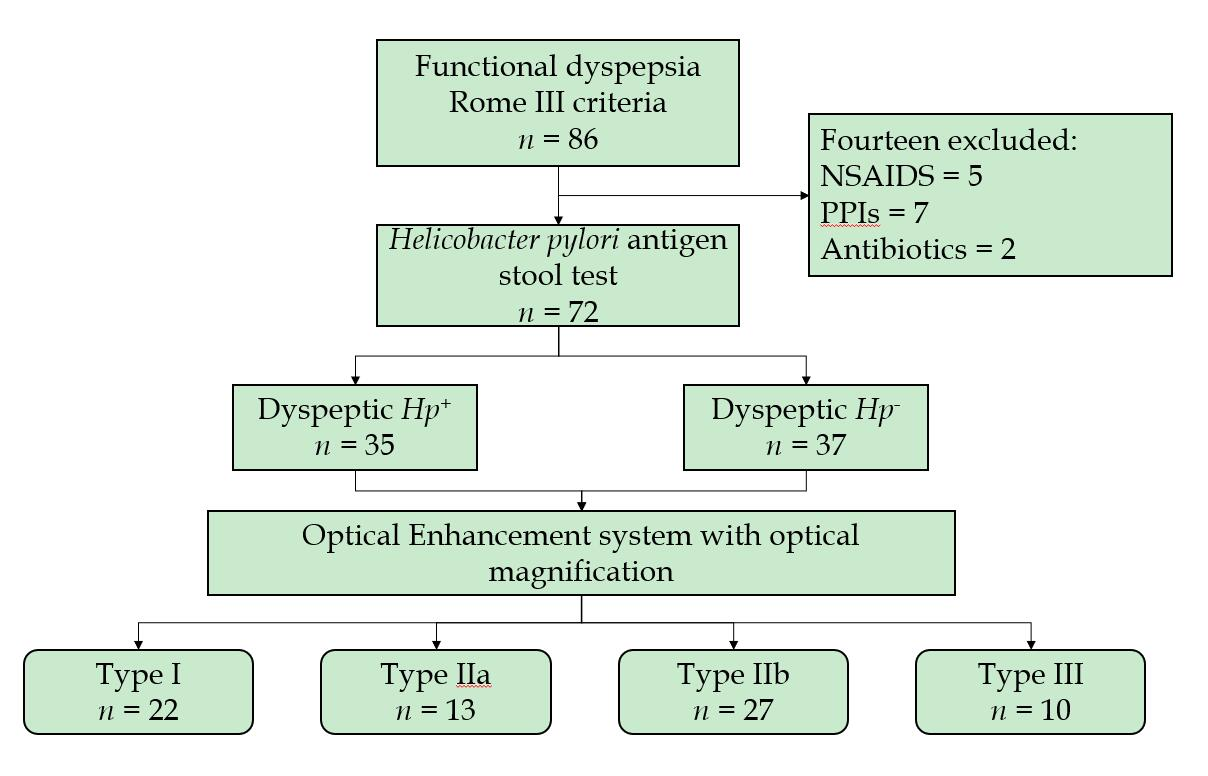 Functional dyspepsia
Rome III criteria
n = 86
Fourteen excluded:
NSAIDS = 5
PPIs = 7
Antibiotics = 2
Helicobacter pylori antigen
stool test
n = 72
Dyspeptic Hp⁺
n = 35
Dyspeptic Hp⁻
n = 37
Optical Enhancement system with optical
magnification
Type I
n = 22
Type IIa
n = 13
Type IIb
n = 27
Type III
n = 10